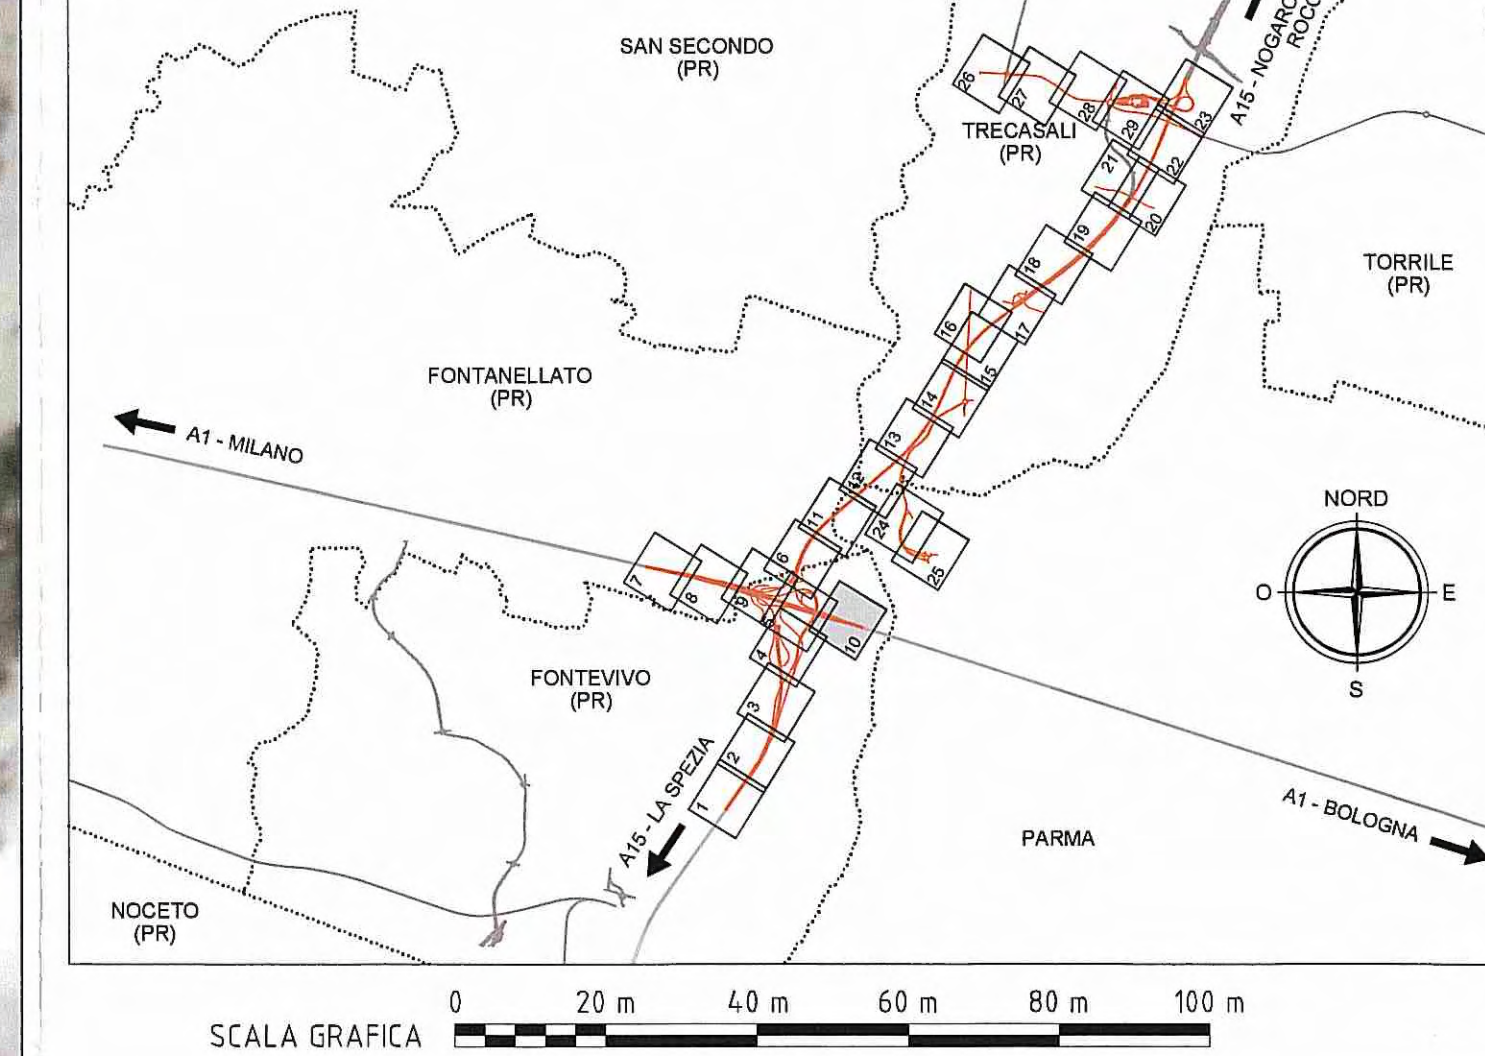 SAN SECONDO
(PR)
A15 - NOGAROL
ROCC
26
27
28
29
23
TRECASALI
(PR)
22
21
20
19
18
17
16
15
14
13
12
11
TORRILE
(PR)
FONTANELLATO
(PR)
A1 - MILANO
NORD
O
E
S
24
25
6
7
8
9
5
10
4
3
2
1
FONTEVIVO
(PR)
A15 - LA SPEZIA
A1 - BOLOGNA
PARMA
NOCETO
(PR)
0 20 m 40 m 60 m 80 m 100 m
SCALA GRAFICA